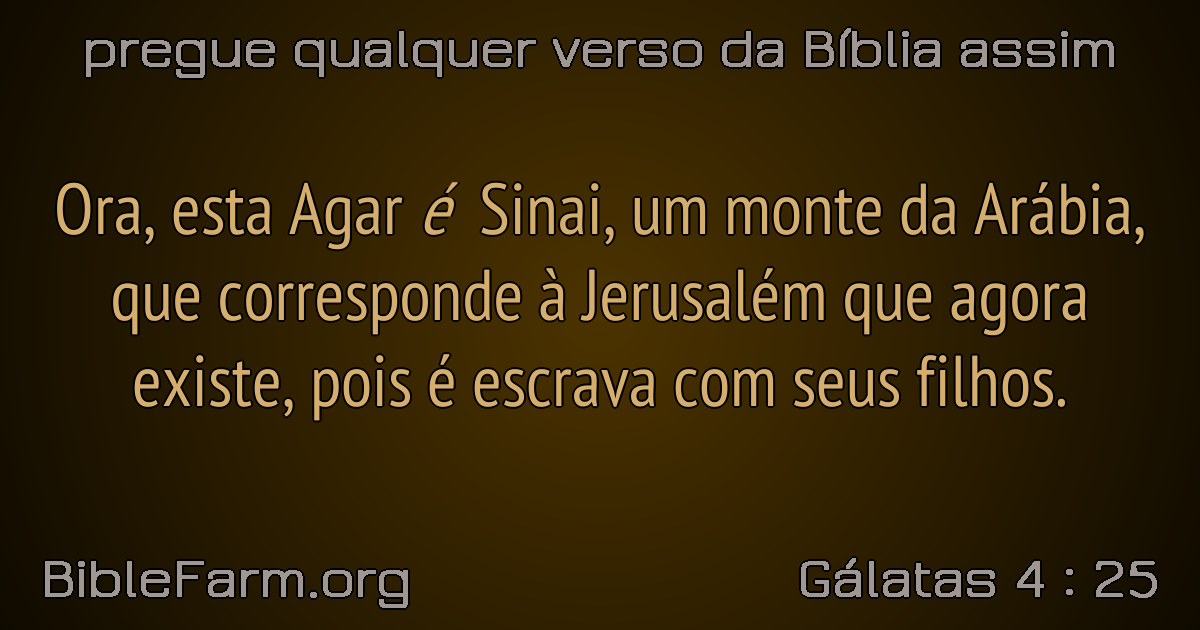 pregue qualquer verso da Bíblia assim
Ora, esta Agar é Sinai, um monte da Arábia,
que corresponde à Jerusalém que agora
existe, pois é escrava com seus filhos.
BibleFarm.org
Gálatas 4 : 25